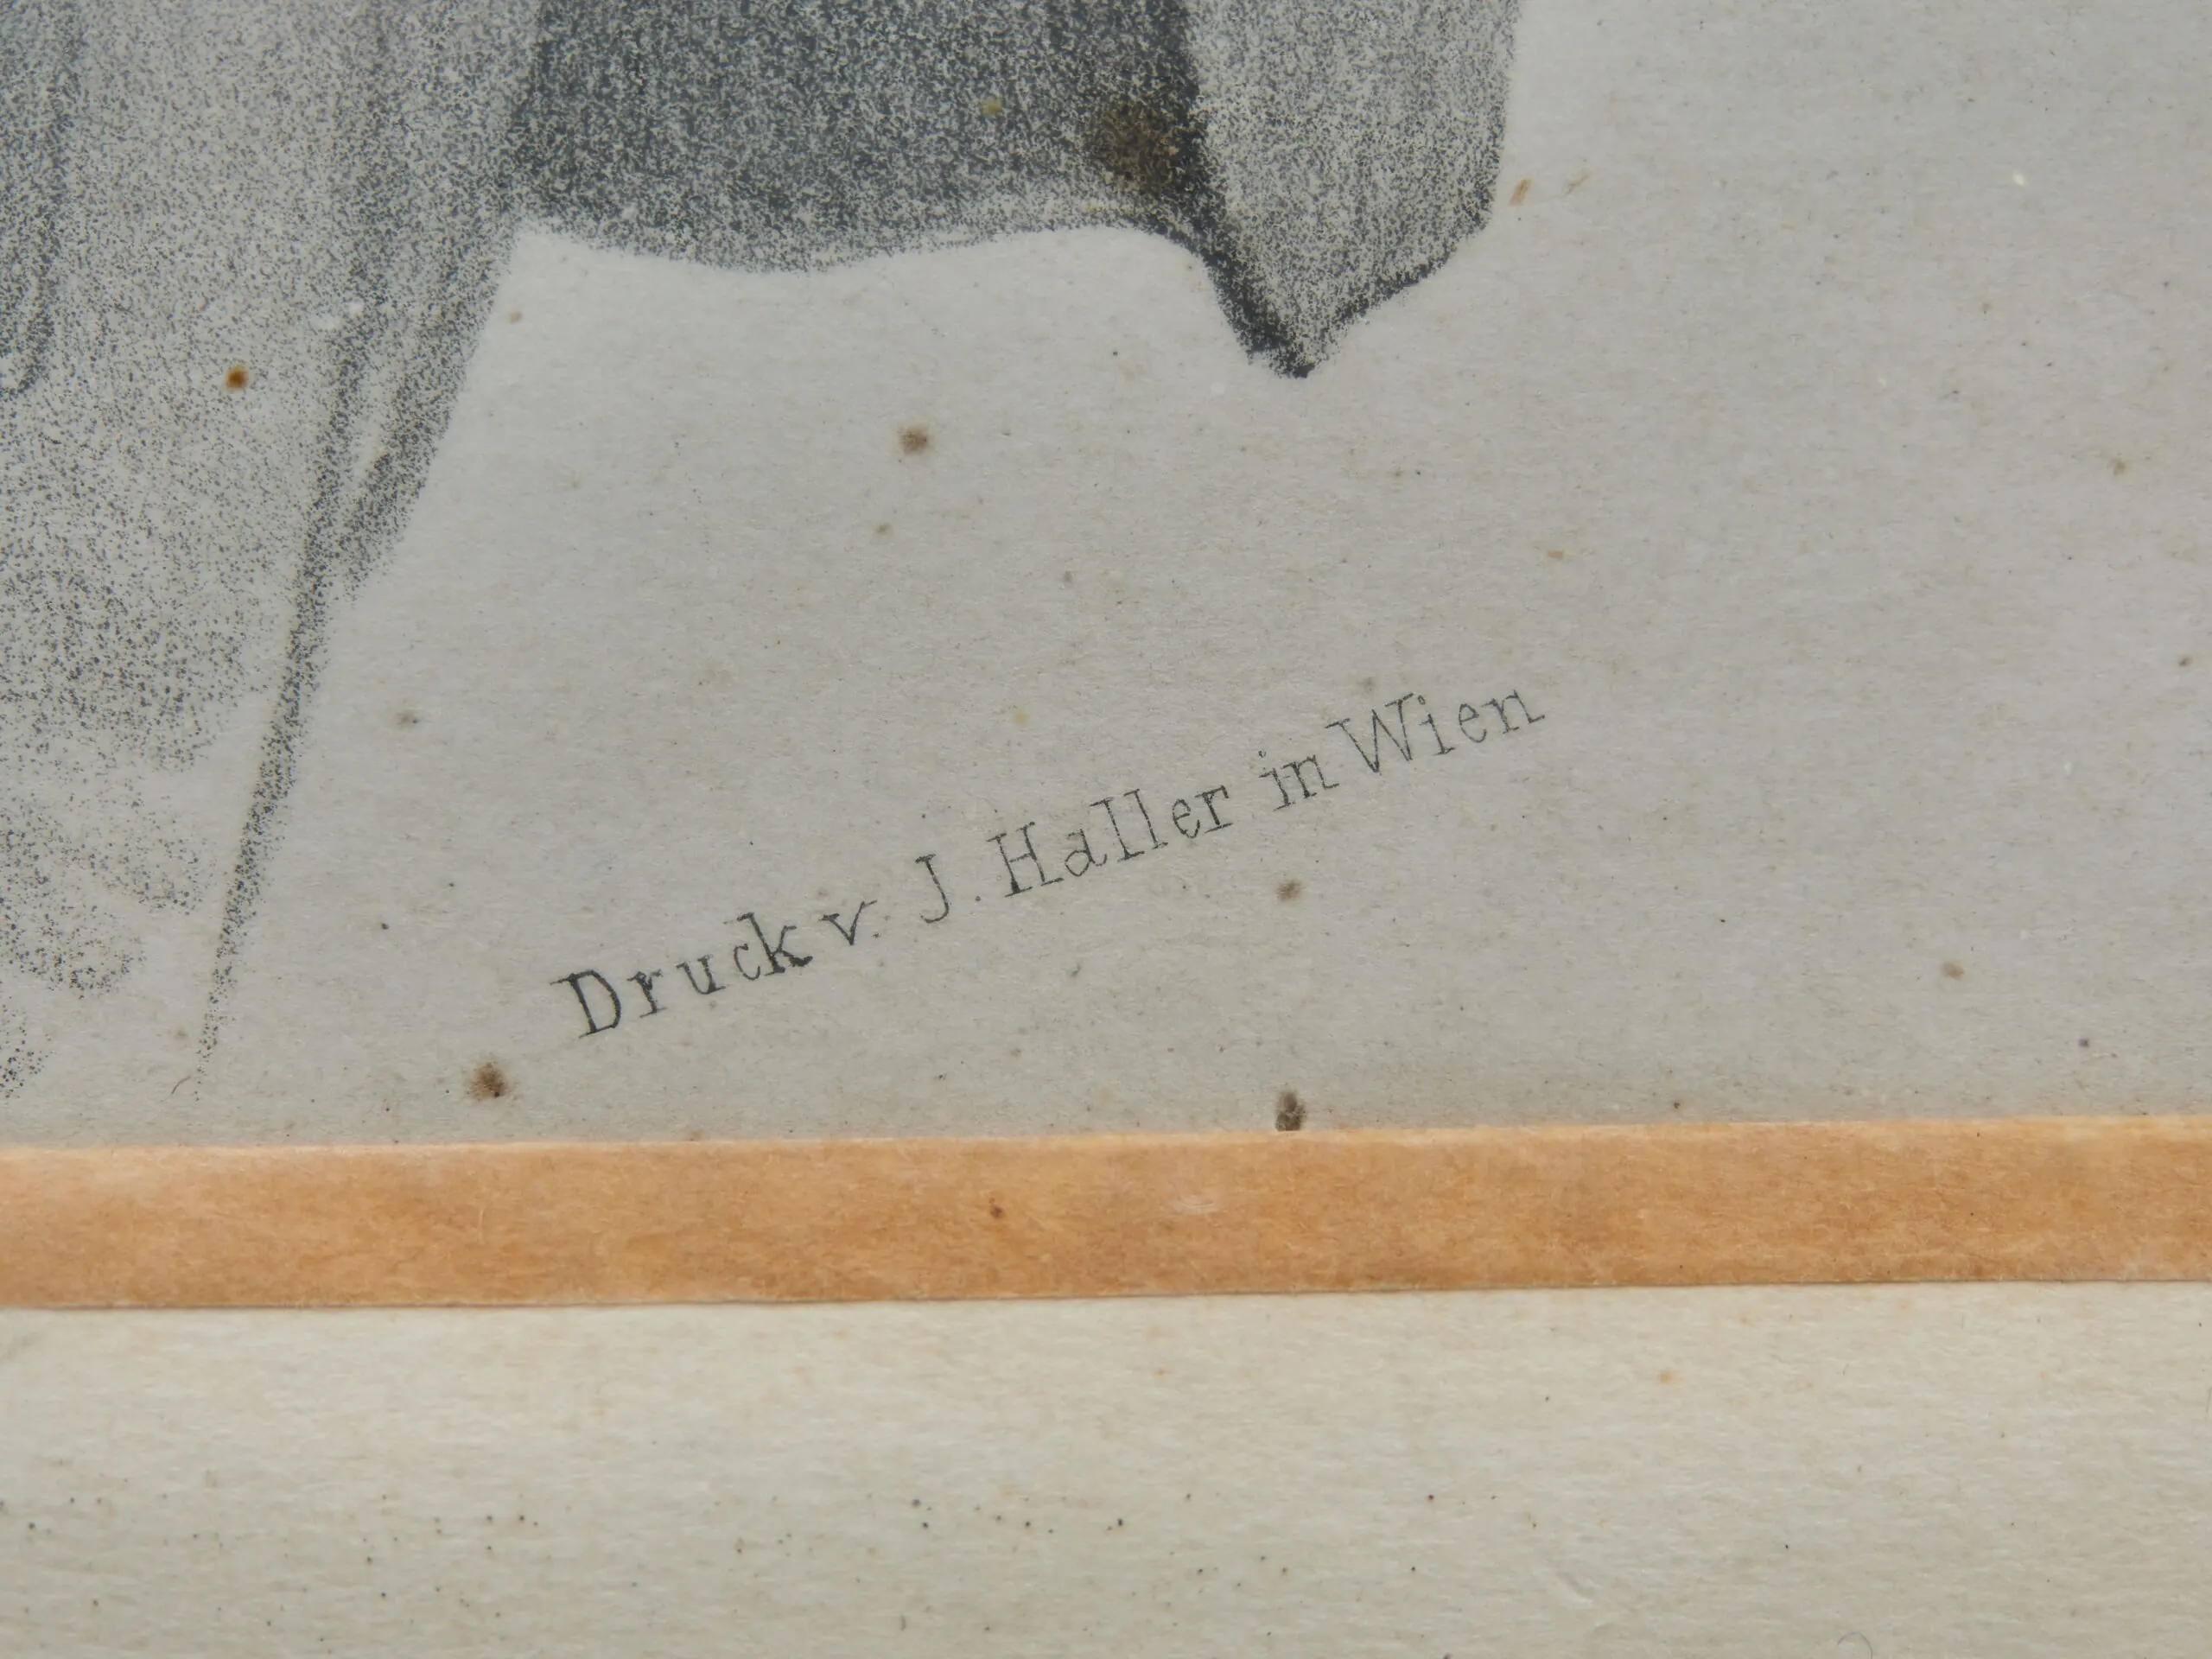 Druck v. J. Haller in Wien